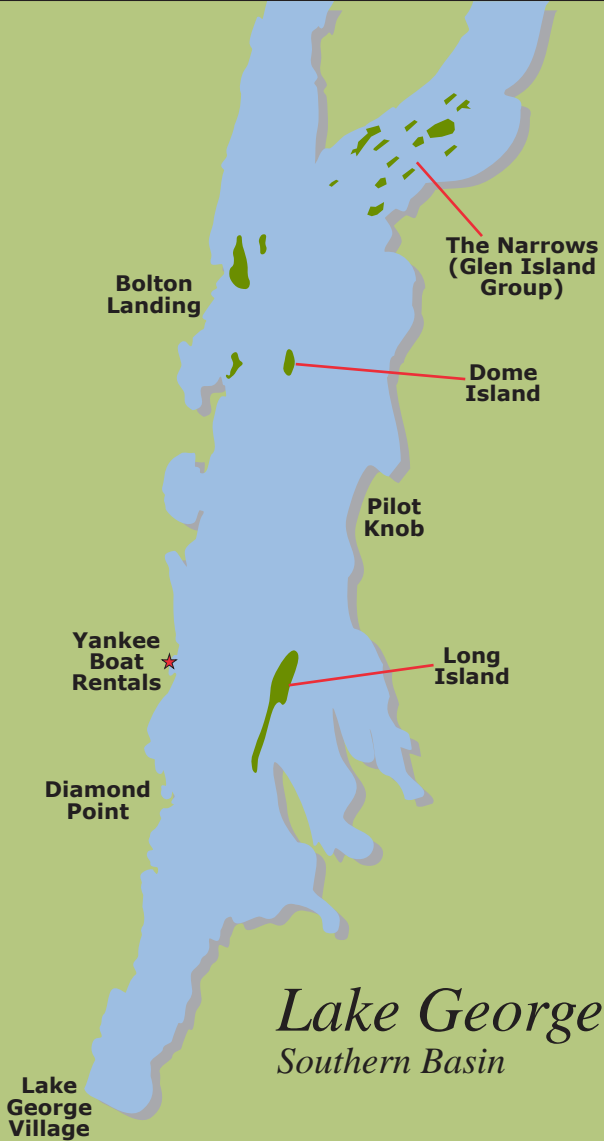 The Narrows
(Glen Island
Group)
Bolton
Landing
Dome
Island
Pilot
Knob
Yankee
Boat
Rentals
Long
Island
Diamond
Point
Lake George
Southern Basin
Lake
George
Village